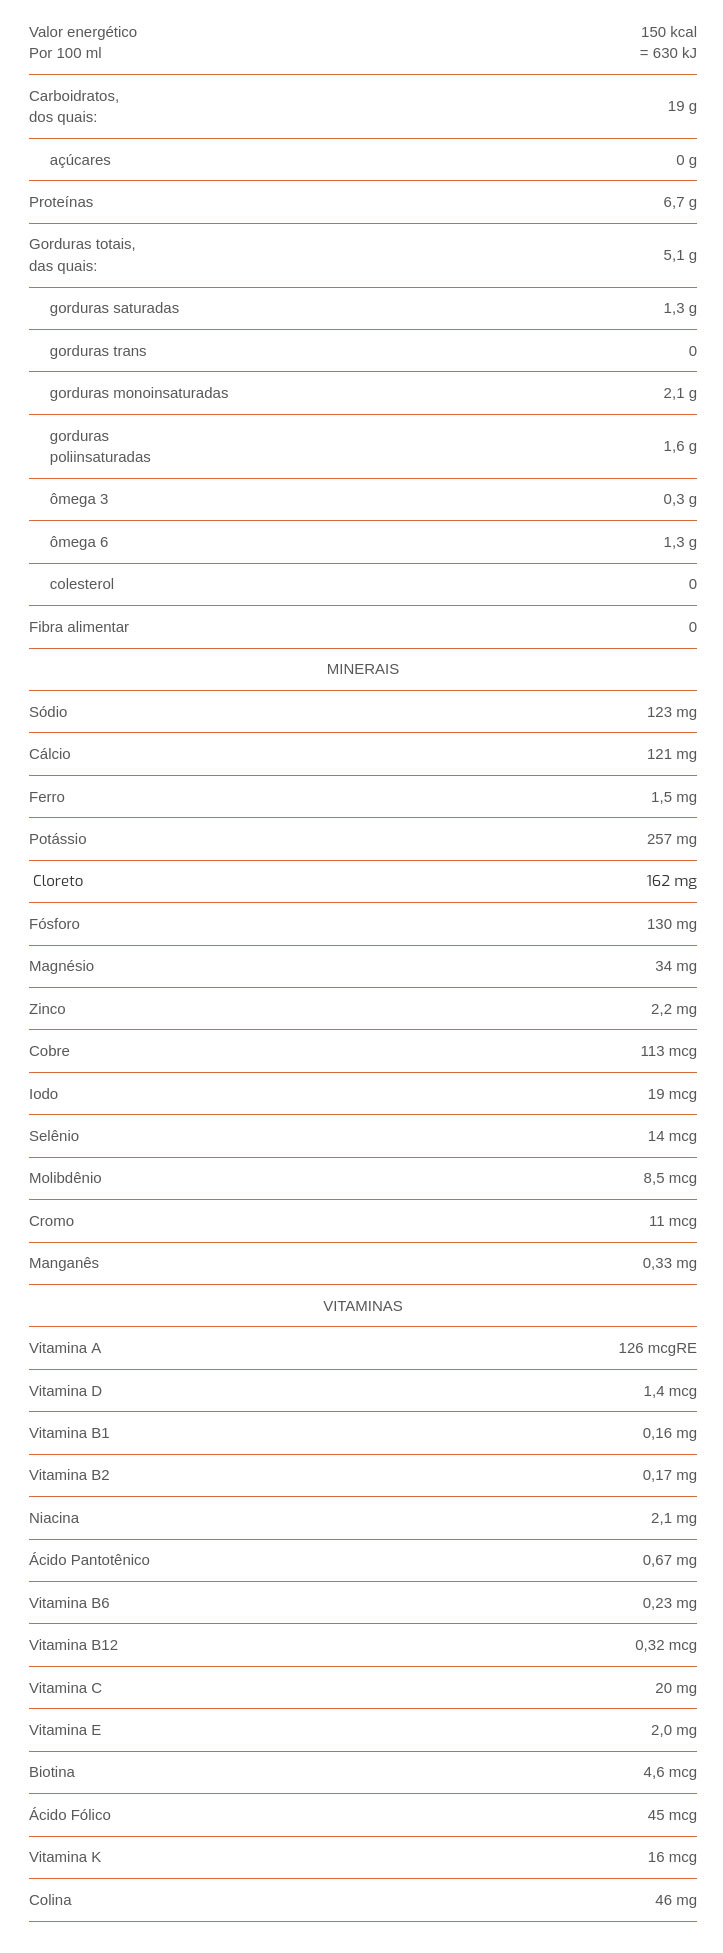 Valor energético 150 kcal
Por 100 ml = 630 kJ
Carboidratos,
dos quais: 19 g
açúcares 0 g
Proteínas 6,7 g
Gorduras totais,
das quais: 5,1 g
gorduras saturadas 1,3 g
gorduras trans 0
gorduras monoinsaturadas 2,1 g
gorduras
poliinsaturadas 1,6 g
ômega 3 0,3 g
ômega 6 1,3 g
colesterol 0
Fibra alimentar 0
MINERAIS
Sódio 123 mg
Cálcio 121 mg
Ferro 1,5 mg
Potássio 257 mg
Cloreto 162 mg
Fósforo 130 mg
Magnésio 34 mg
Zinco 2,2 mg
Cobre 113 mcg
Iodo 19 mcg
Selênio 14 mcg
Molibdênio 8,5 mcg
Cromo 11 mcg
Manganês 0,33 mg
VITAMINAS
Vitamina A 126 mcgRE
Vitamina D 1,4 mcg
Vitamina B1 0,16 mg
Vitamina B2 0,17 mg
Niacina 2,1 mg
Ácido Pantotênico 0,67 mg
Vitamina B6 0,23 mg
Vitamina B12 0,32 mcg
Vitamina C 20 mg
Vitamina E 2,0 mg
Biotina 4,6 mcg
Ácido Fólico 45 mcg
Vitamina K 16 mcg
Colina 46 mg